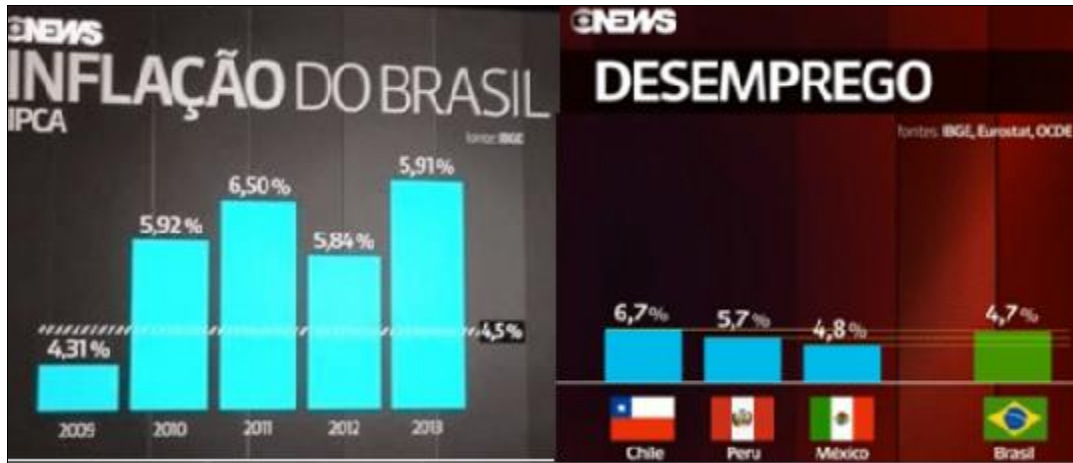 GNEWS
INFLAÇÃO DO BRASIL
IPCA
fonte: IBGE
5,91%
6,50%
5,92%
5,84%
4,5%
4,31%
2009 2010 2011 2012 2013
GNEWS
DESEMPREGO
fontes: IBGE, Eurostat, OCDE
6,7% 5,7% 4,8% 4,7%
Chile Peru México Brasil